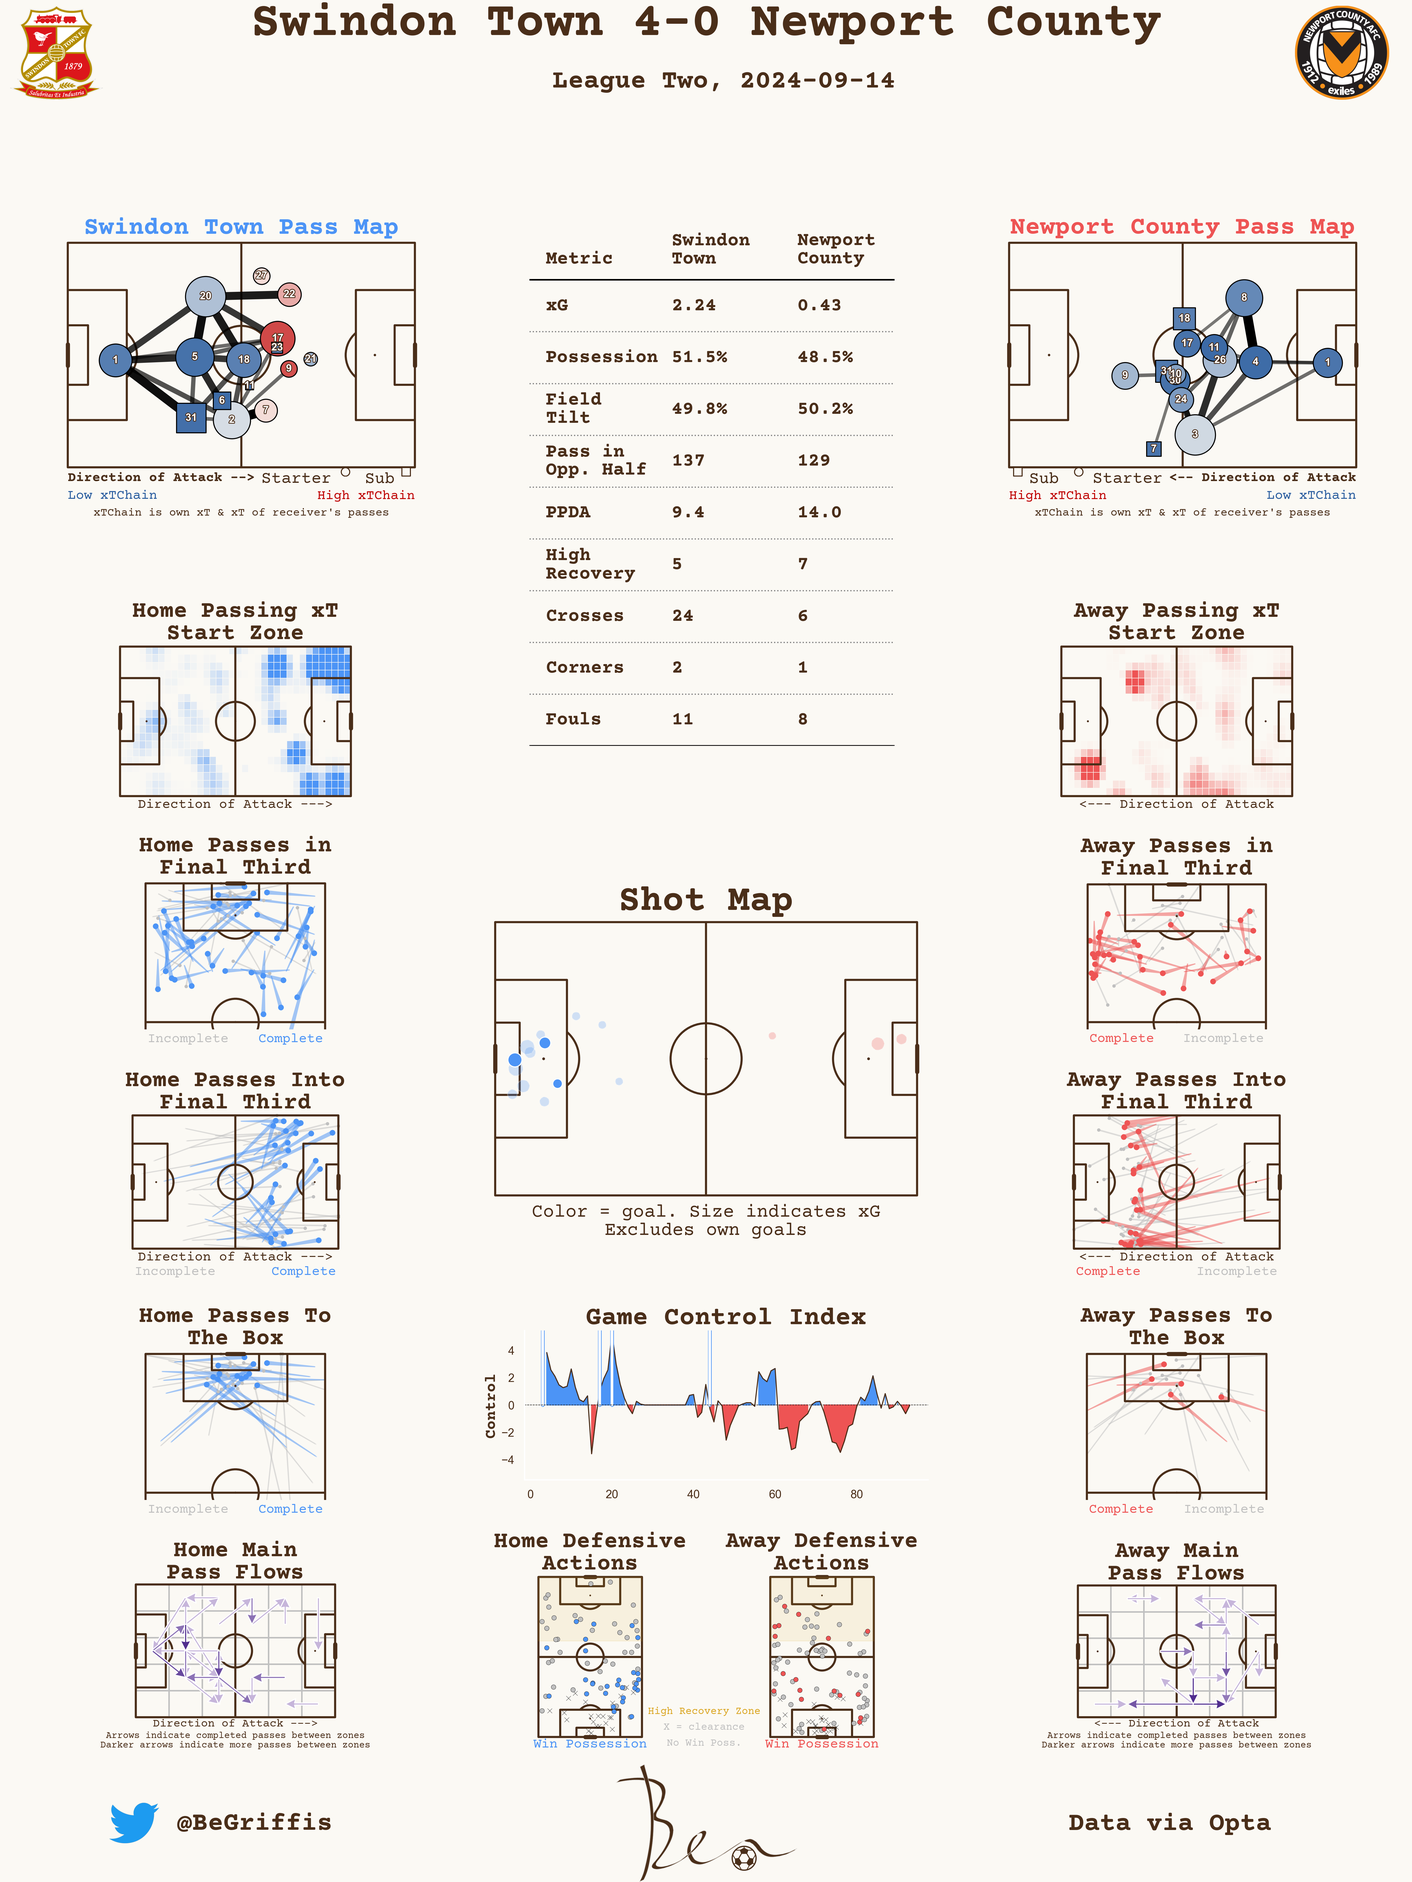 Swindon Town 4-0 Newport County
League Two, 2024-09-14
SWINDON
TOWN FC
1879
Salubritas Et Industria
NEWPORT COUNTY AFC
1912
1989
exiles
Swindon Town Pass Map
1
20
5
31
18
6
2
7
17
23
9
22
27
21
11
Direction of Attack --> Starter Sub
Low xTChain High xTChain
xTChain is own xT & xT of receiver's passes
Metric Swindon Town Newport County
xG 2.24 0.43
Possession 51.5% 48.5%
Field Tilt 49.8% 50.2%
Pass in Opp. Half 137 129
PPDA 9.4 14.0
High Recovery 5 7
Crosses 24 6
Corners 2 1
Fouls 11 8
Newport County Pass Map
8
18
17
11
26
4
1
9
31
10
30
24
3
7
Sub Starter <-- Direction of Attack
High xTChain Low xTChain
xTChain is own xT & xT of receiver's passes
Home Passing xT
Start Zone
Direction of Attack --->
Away Passing xT
Start Zone
<--- Direction of Attack
Home Passes in
Final Third
Incomplete Complete
Away Passes in
Final Third
Complete Incomplete
Shot Map
Color = goal. Size indicates xG
Excludes own goals
Home Passes Into
Final Third
Direction of Attack --->
Incomplete Complete
Away Passes Into
Final Third
<--- Direction of Attack
Complete Incomplete
Home Passes To
The Box
Incomplete Complete
Game Control Index
Control
4
2
0
−2
−4
0 20 40 60 80
Away Passes To
The Box
Complete Incomplete
Home Main
Pass Flows
Direction of Attack --->
Arrows indicate completed passes between zones
Darker arrows indicate more passes between zones
Home Defensive
Actions
Win Possession
High Recovery Zone
X = clearance
No Win Poss.
Away Defensive
Actions
Win Possession
Away Main
Pass Flows
<--- Direction of Attack
Arrows indicate completed passes between zones
Darker arrows indicate more passes between zones
@BeGriffis
Ben
Data via Opta